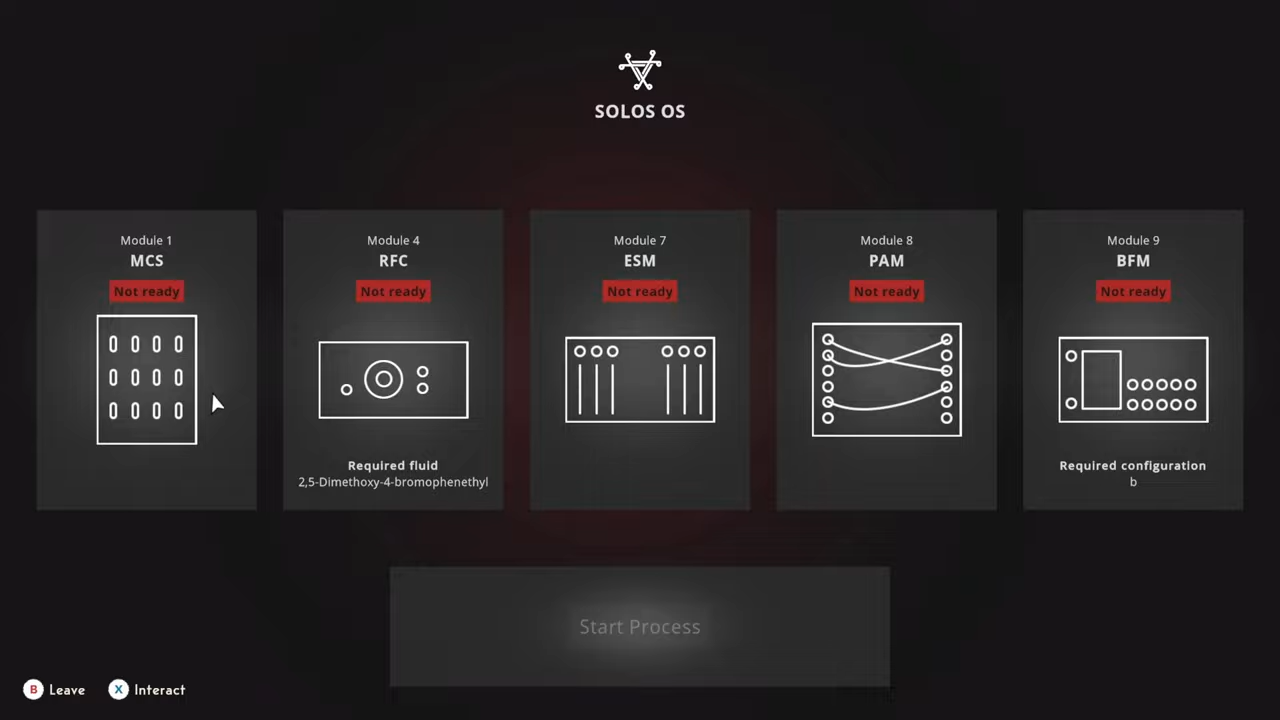 SOLOS OS
Module 1
MCS
Not ready
Module 4
RFC
Not ready
Required fluid
2,5-Dimethoxy-4-bromophenethyl
Module 7
ESM
Not ready
Module 8
PAM
Not ready
Module 9
BFM
Not ready
Required configuration
b
Start Process
B Leave X Interact